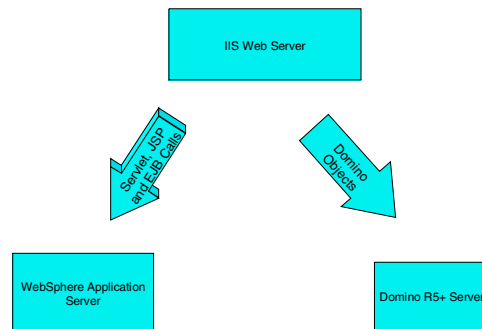 IIS Web Server
Servlet, JSP
and EJB Calls
Domino
Objects
WebSphere Application
Server
Domino R5+ Server